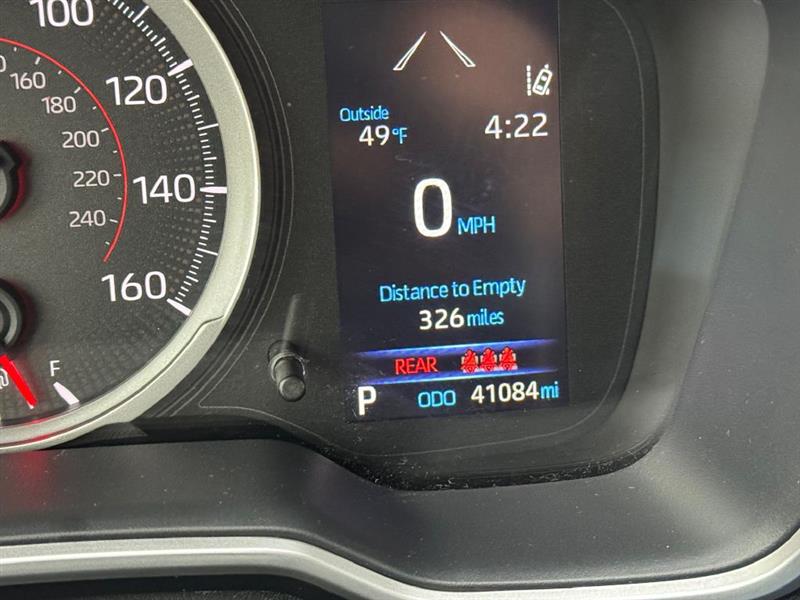 100
120
140
160
160
180
200
220
240
F
Outside
49°F
4:22
0 MPH
Distance to Empty
326 miles
REAR
P ODO 41084 mi